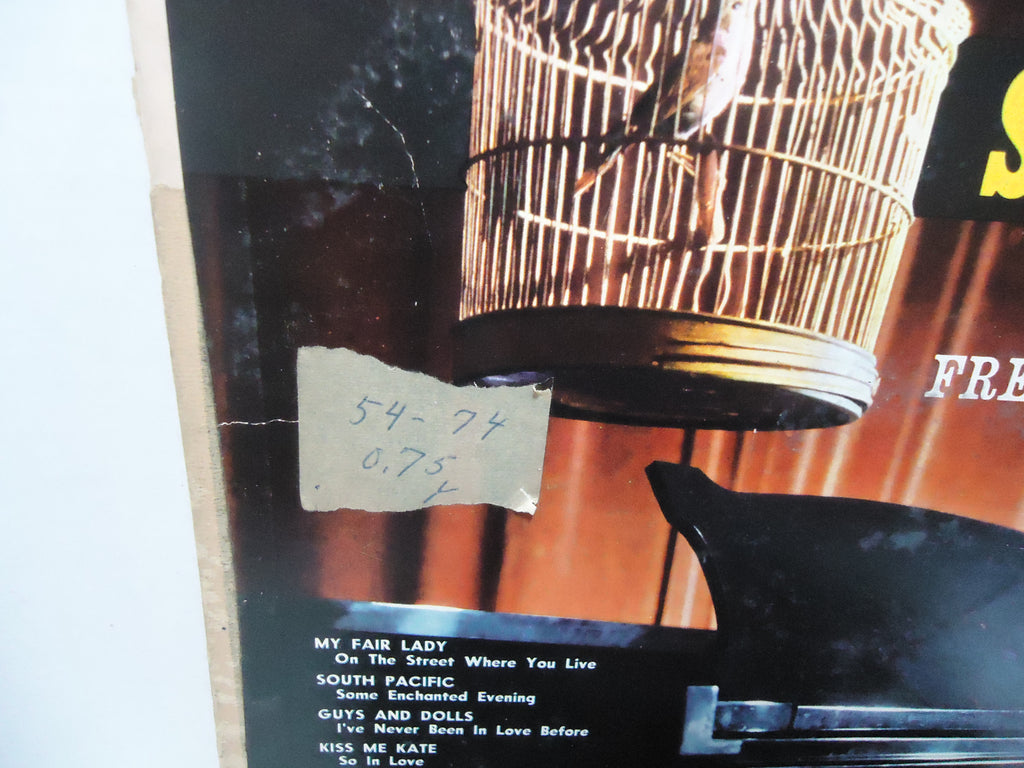 S
FRE
54-74
0.75
MY FAIR LADY
On The Street Where You Live
SOUTH PACIFIC
Some Enchanted Evening
GUYS AND DOLLS
I've Never Been In Love Before
KISS ME KATE
So In Love